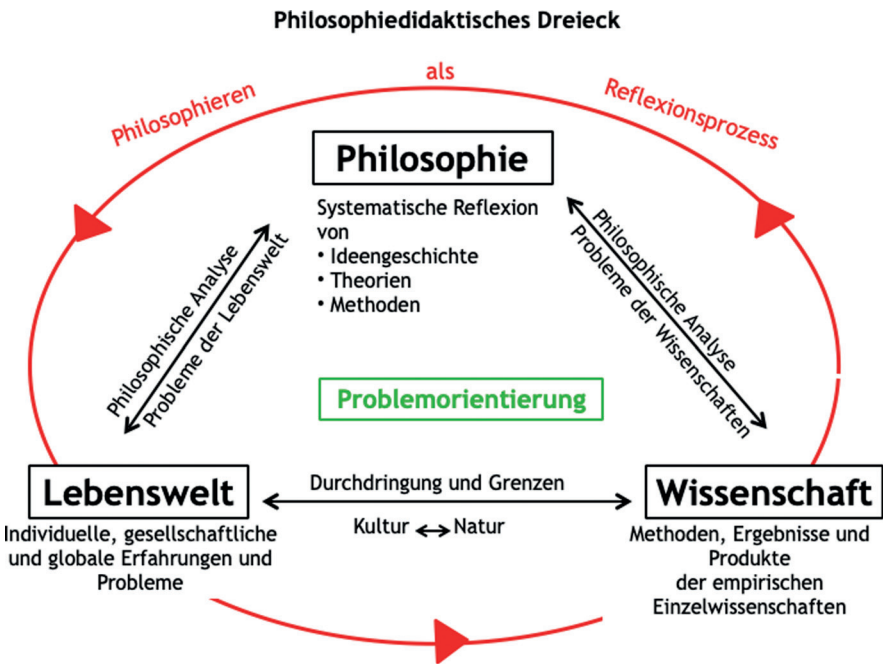 Philosophiedidaktisches Dreieck
Philosophieren
als
Reflexionsprozess
Philosophie
Systematische Reflexion
von
• Ideengeschichte
• Theorien
• Methoden
Philosophische Analyse
Probleme der Lebenswelt
Philosophische Analyse
Probleme der Wissenschaften
Problemorientierung
Lebenswelt
Individuelle, gesellschaftliche
und globale Erfahrungen und
Probleme
Durchdringung und Grenzen
Kultur ↔ Natur
Wissenschaft
Methoden, Ergebnisse und
Produkte
der empirischen
Einzelwissenschaften